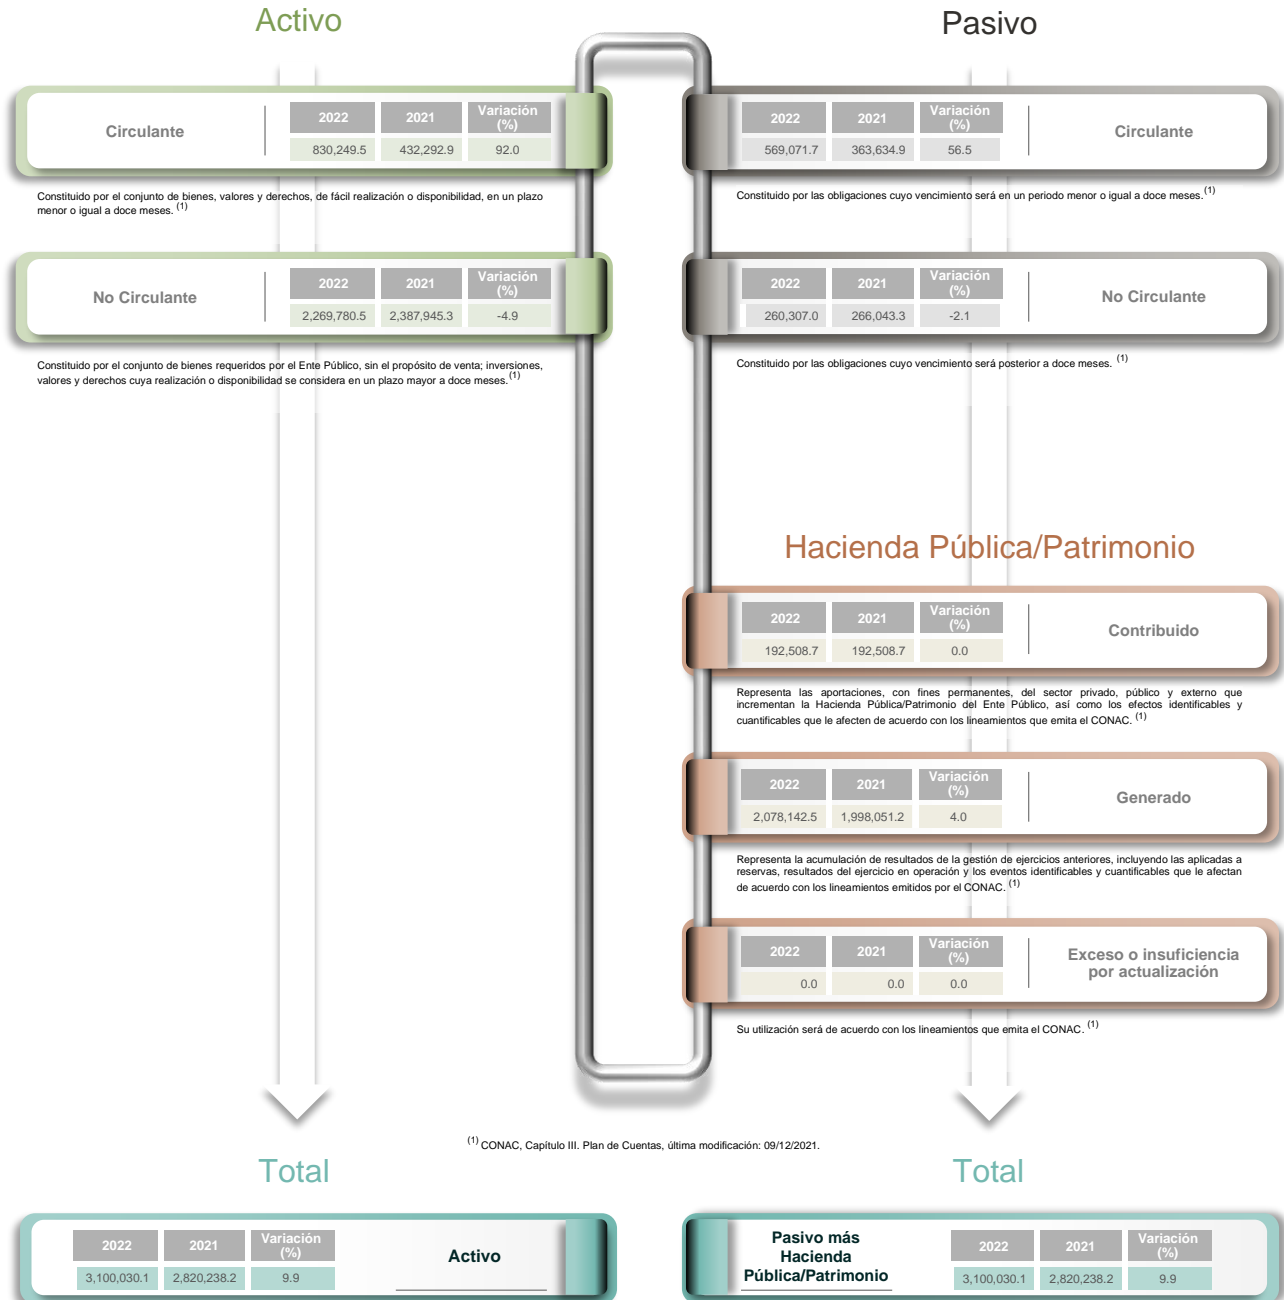 Activo
Circulante
2022 2021 Variación (%)
830,249.5 432,292.9 92.0
Constituido por el conjunto de bienes, valores y derechos, de fácil realización o disponibilidad, en un plazo
menor o igual a doce meses. (1)
No Circulante
2022 2021 Variación (%)
2,269,780.5 2,387,945.3 -4.9
Constituido por el conjunto de bienes requeridos por el Ente Público, sin el propósito de venta; inversiones,
valores y derechos cuya realización o disponibilidad se considera en un plazo mayor a doce meses. (1)
Pasivo
2022 2021 Variación (%)
569,071.7 363,634.9 56.5
Circulante
Constituido por las obligaciones cuyo vencimiento será en un periodo menor o igual a doce meses. (1)
2022 2021 Variación (%)
260,307.0 266,043.3 -2.1
No Circulante
Constituido por las obligaciones cuyo vencimiento será posterior a doce meses. (1)
Hacienda Pública/Patrimonio
2022 2021 Variación (%)
192,508.7 192,508.7 0.0
Contribuido
Representa las aportaciones, con fines permanentes, del sector privado, público y externo que
incrementan la Hacienda Pública/Patrimonio del Ente Público, así como los efectos identificables y
cuantificables que le afecten de acuerdo con los lineamientos que emita el CONAC. (1)
2022 2021 Variación (%)
2,078,142.5 1,998,051.2 4.0
Generado
Representa la acumulación de resultados de la gestión de ejercicios anteriores, incluyendo las aplicadas a
reservas, resultados del ejercicio en operación y los eventos identificables y cuantificables que le afectan
de acuerdo con los lineamientos emitidos por el CONAC. (1)
2022 2021 Variación (%)
0.0 0.0 0.0
Exceso o insuficiencia
por actualización
Su utilización será de acuerdo con los lineamientos que emita el CONAC. (1)
(1) CONAC, Capítulo III. Plan de Cuentas, última modificación: 09/12/2021.
Total
2022 2021 Variación (%)
3,100,030.1 2,820,238.2 9.9
Activo
Total
Pasivo más
Hacienda
Pública/Patrimonio
2022 2021 Variación (%)
3,100,030.1 2,820,238.2 9.9